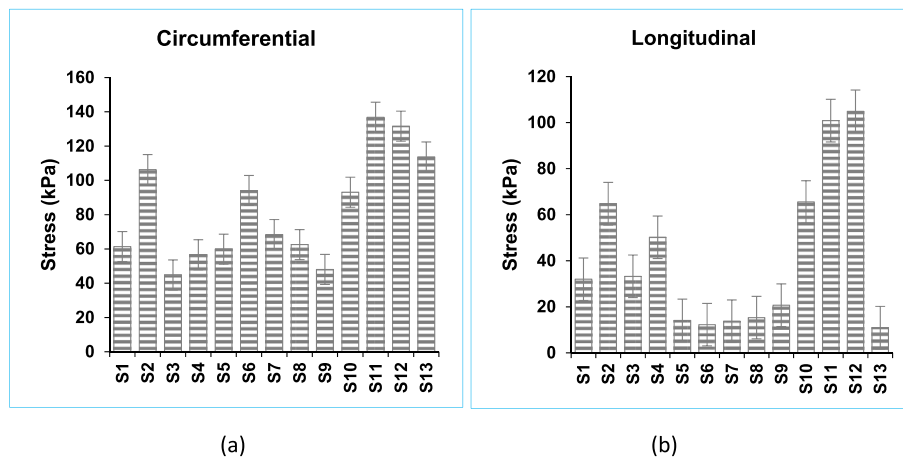 Circumferential
Stress (kPa)
160
140
120
100
80
60
40
20
0
S1 S2 S3 S4 S5 S6 S7 S8 S9 S10 S11 S12 S13
(a)
Longitudinal
Stress (kPa)
120
100
80
60
40
20
0
S1 S2 S3 S4 S5 S6 S7 S8 S9 S10 S11 S12 S13
(b)